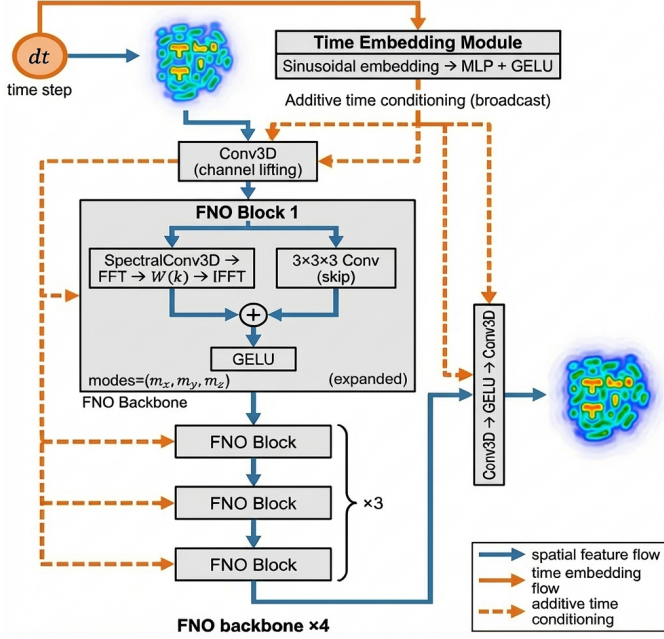 dt
time step
Time Embedding Module
Sinusoidal embedding → MLP + GELU
Additive time conditioning (broadcast)
Conv3D
(channel lifting)
FNO Block 1
SpectralConv3D →
FFT → W(k) → IFFT
3×3×3 Conv
(skip)
+
GELU
modes=(mₓ, mᵧ, m_z)
(expanded)
FNO Backbone
FNO Block
FNO Block
FNO Block
×3
FNO backbone ×4
Conv3D → GELU → Conv3D
spatial feature flow
time embedding
flow
additive time
conditioning